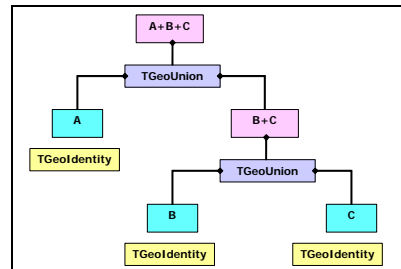 A+B+C
TGeoUnion
A
B+C
TGeoIdentity
TGeoUnion
B
C
TGeoIdentity
TGeoIdentity